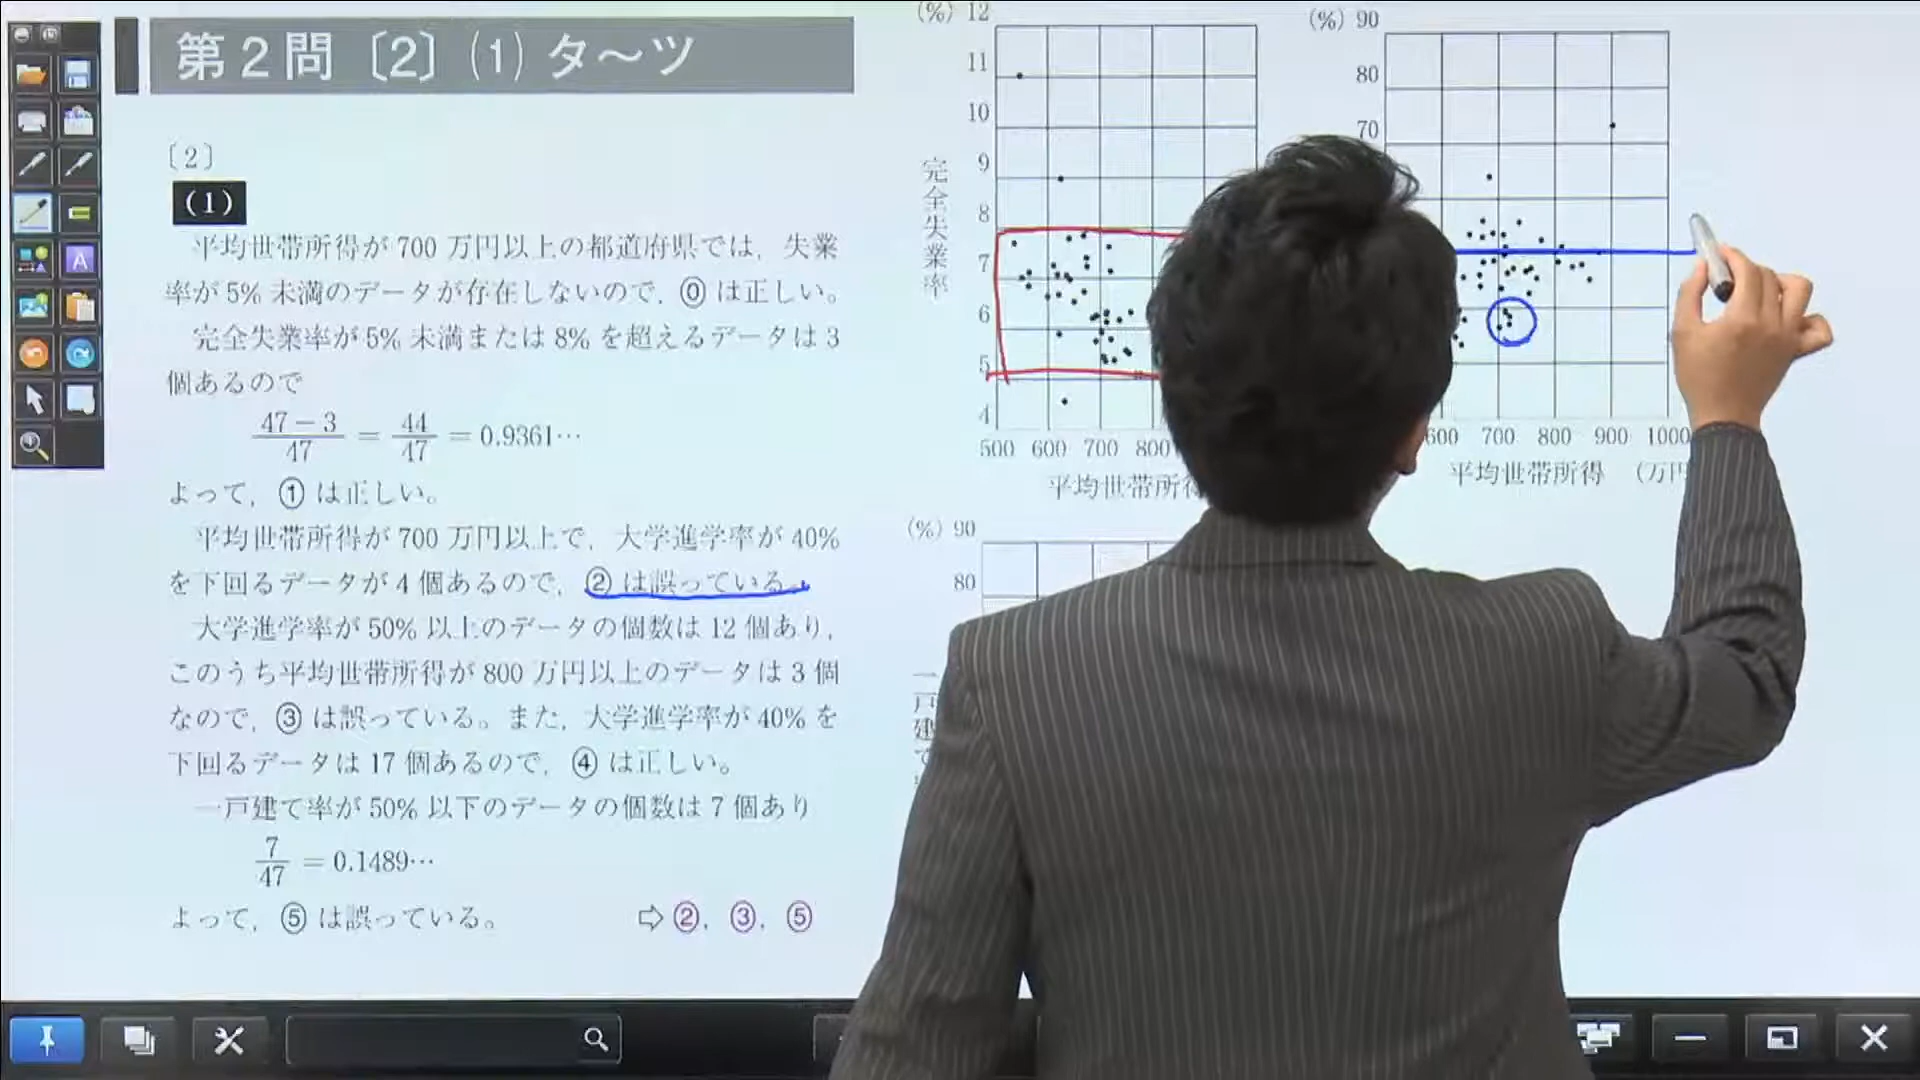 第2問〔2〕(1)タ～ツ
〔2〕
(1)
平均世帯所得が700万円以上の都道府県では，失業
率が5%未満のデータが存在しないので，⓪は正しい。
完全失業率が5%未満または8%を超えるデータは3
個あるので
47－3/47 = 44/47 = 0.9361…
よって，①は正しい。
平均世帯所得が700万円以上で，大学進学率が40%
を下回るデータが4個あるので，②は誤っている。
大学進学率が50%以上のデータの個数は12個あり，
このうち平均世帯所得が800万円以上のデータは3個
なので，③は誤っている。また，大学進学率が40%を
下回るデータは17個あるので，④は正しい。
一戸建て率が50%以下のデータの個数は7個あり
7/47 = 0.1489…
よって，⑤は誤っている。 ⇨②，③，⑤
(%) 12
11
10
9
8
7
6
5
4
完全失業率
500 600 700 800
平均世帯所得
(%) 90
80
70
600 700 800 900 1000
平均世帯所得 (万円
(%) 90
80
一戸建て